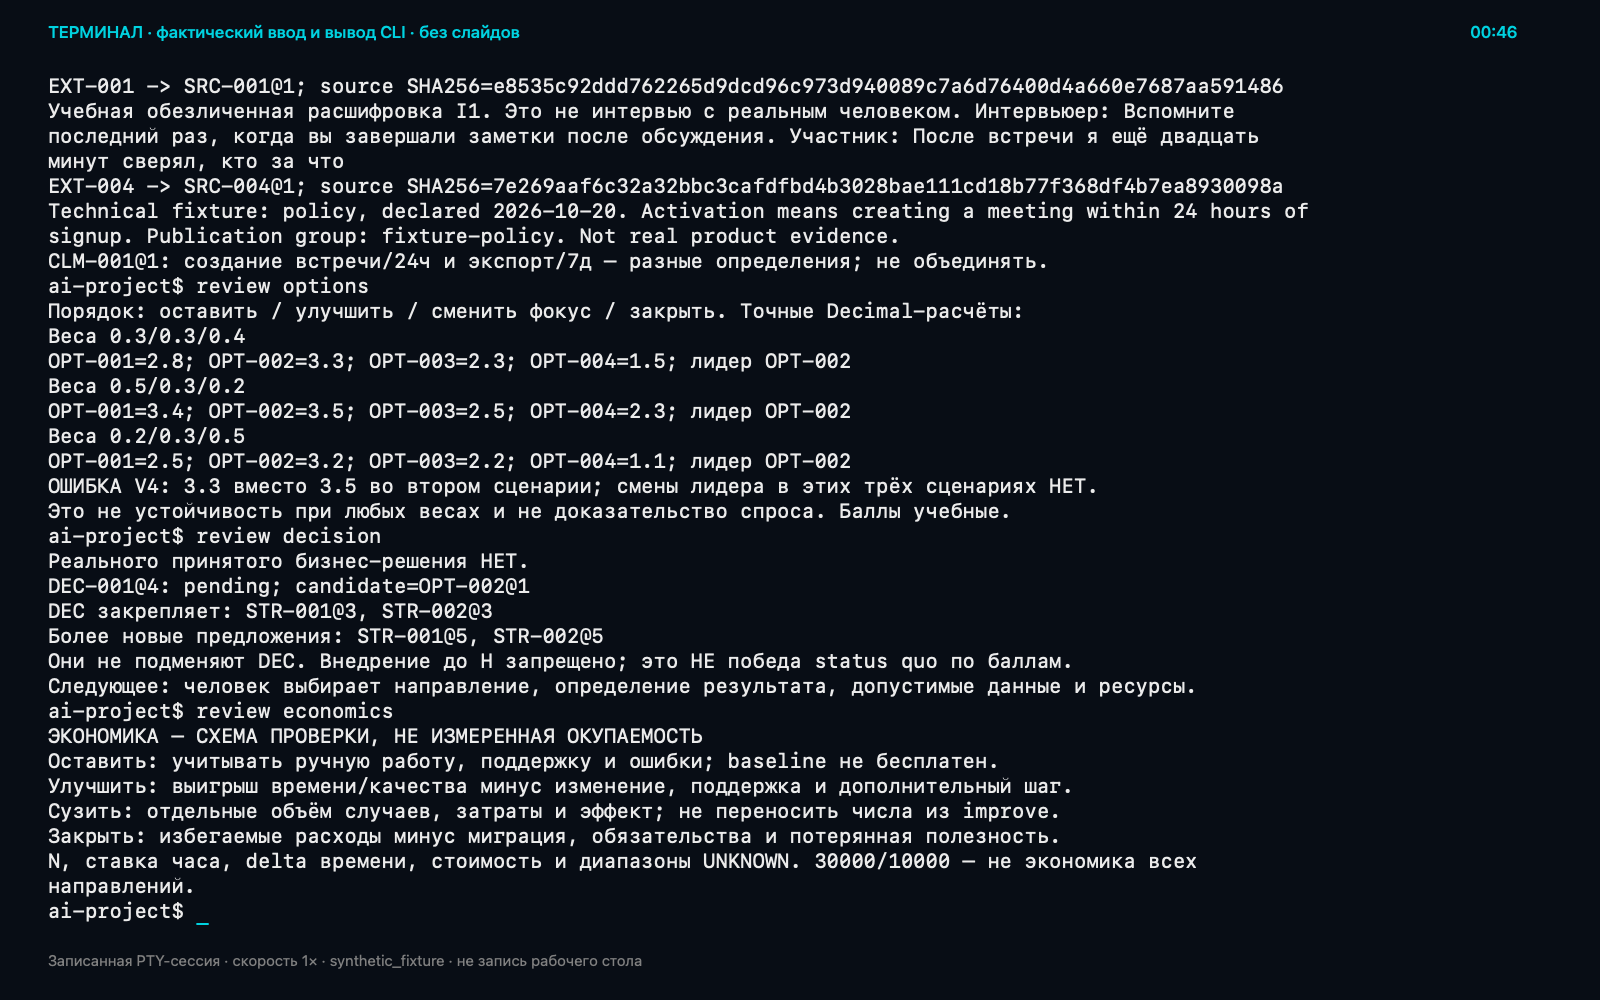 ТЕРМИНАЛ · фактический ввод и вывод CLI · без слайдов
00:46
EXT-001 -> SRC-001@1; source SHA256=e8535c92ddd762265d9dcd96c973d940089c7a6d76400d4a660e7687aa591486
Учебная обезличенная расшифровка I1. Это не интервью с реальным человеком. Интервьюер: Вспомните
последний раз, когда вы завершали заметки после обсуждения. Участник: После встречи я ещё двадцать
минут сверял, кто за что
EXT-004 -> SRC-004@1; source SHA256=7e269aaf6c32a32bbc3cafdfbd4b3028bae111cd18b77f368df4b7ea8930098a
Technical fixture: policy, declared 2026-10-20. Activation means creating a meeting within 24 hours of
signup. Publication group: fixture-policy. Not real product evidence.
CLM-001@1: создание встречи/24ч и экспорт/7д — разные определения; не объединять.
ai-project$ review options
Порядок: оставить / улучшить / сменить фокус / закрыть. Точные Decimal-расчёты:
Веса 0.3/0.3/0.4
OPT-001=2.8; OPT-002=3.3; OPT-003=2.3; OPT-004=1.5; лидер OPT-002
Веса 0.5/0.3/0.2
OPT-001=3.4; OPT-002=3.5; OPT-003=2.5; OPT-004=2.3; лидер OPT-002
Веса 0.2/0.3/0.5
OPT-001=2.5; OPT-002=3.2; OPT-003=2.2; OPT-004=1.1; лидер OPT-002
ОШИБКА V4: 3.3 вместо 3.5 во втором сценарии; смены лидера в этих трёх сценариях НЕТ.
Это не устойчивость при любых весах и не доказательство спроса. Баллы учебные.
ai-project$ review decision
Реального принятого бизнес-решения НЕТ.
DEC-001@4: pending; candidate=OPT-002@1
DEC закрепляет: STR-001@3, STR-002@3
Более новые предложения: STR-001@5, STR-002@5
Они не подменяют DEC. Внедрение до H запрещено; это НЕ победа status quo по баллам.
Следующее: человек выбирает направление, определение результата, допустимые данные и ресурсы.
ai-project$ review economics
ЭКОНОМИКА — СХЕМА ПРОВЕРКИ, НЕ ИЗМЕРЕННАЯ ОКУПАЕМОСТЬ
Оставить: учитывать ручную работу, поддержку и ошибки; baseline не бесплатен.
Улучшить: выигрыш времени/качества минус изменение, поддержка и дополнительный шаг.
Сузить: отдельные объём случаев, затраты и эффект; не переносить числа из improve.
Закрыть: избегаемые расходы минус миграция, обязательства и потерянная полезность.
N, ставка часа, delta времени, стоимость и диапазоны UNKNOWN. 30000/10000 — не экономика всех
направлений.
ai-project$ _
Записанная PTY-сессия · скорость 1× · synthetic_fixture · не запись рабочего стола